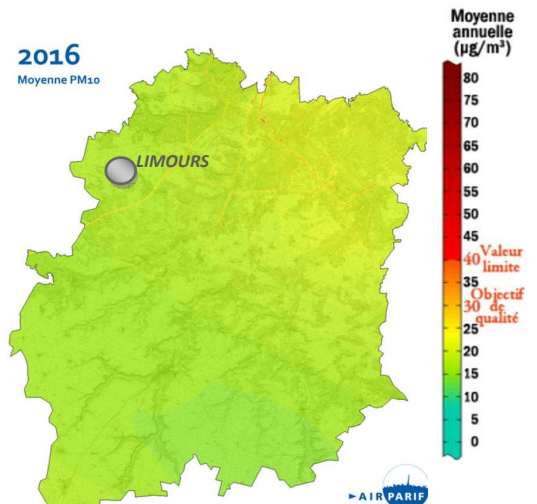 2016
Moyenne PM10
LIMOURS
Moyenne
annuelle
(µg/m³)
80
75
70
65
60
55
50
45
40 Valeur
limite
35 Objectif
30 de
qualité
25
20
15
10
5
0
AIRPARIF